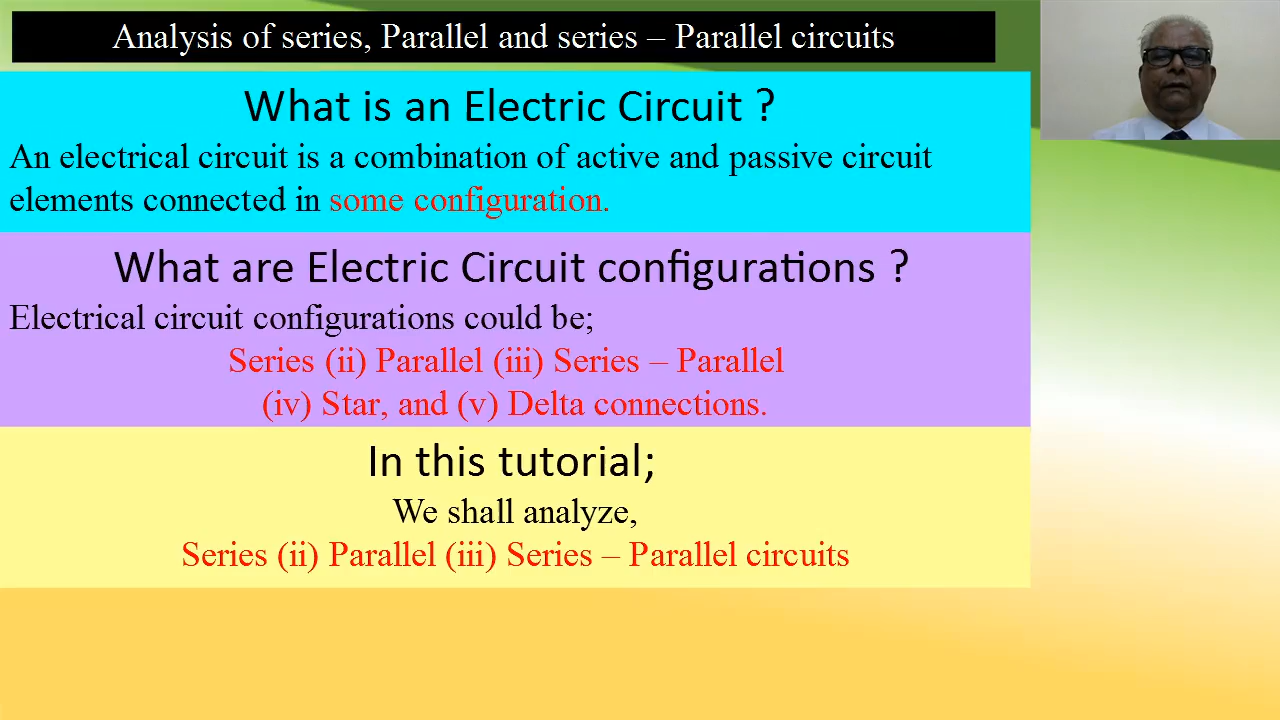 Analysis of series, Parallel and series – Parallel circuits
What is an Electric Circuit ?
An electrical circuit is a combination of active and passive circuit
elements connected in some configuration.
What are Electric Circuit configurations ?
Electrical circuit configurations could be;
Series (ii) Parallel (iii) Series – Parallel
(iv) Star, and (v) Delta connections.
In this tutorial;
We shall analyze,
Series (ii) Parallel (iii) Series – Parallel circuits